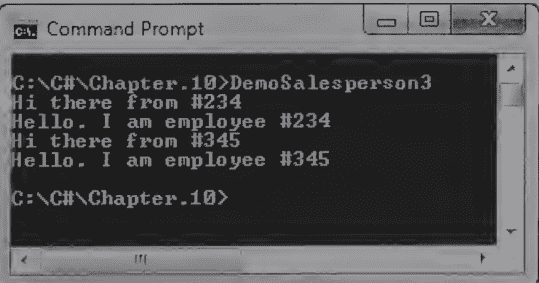 Command Prompt
C:\C#\Chapter.10>DemoSalesperson3
Hi there from #234
Hello. I am employee #234
Hi there from #345
Hello. I am employee #345
C:\C#\Chapter.10>